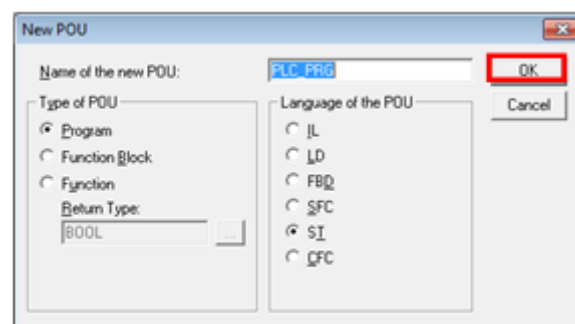 New POU
Name of the new POU:
PLC_PRG
OK
Cancel
Type of POU
Program
Function Block
Function
Return Type:
BOOL
...
Language of the POU
IL
LD
FBD
SFC
ST
CFC